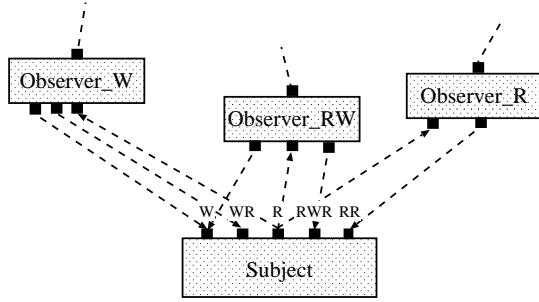 Observer_W
Observer_R
Observer_RW
W WR R RWR RR
Subject